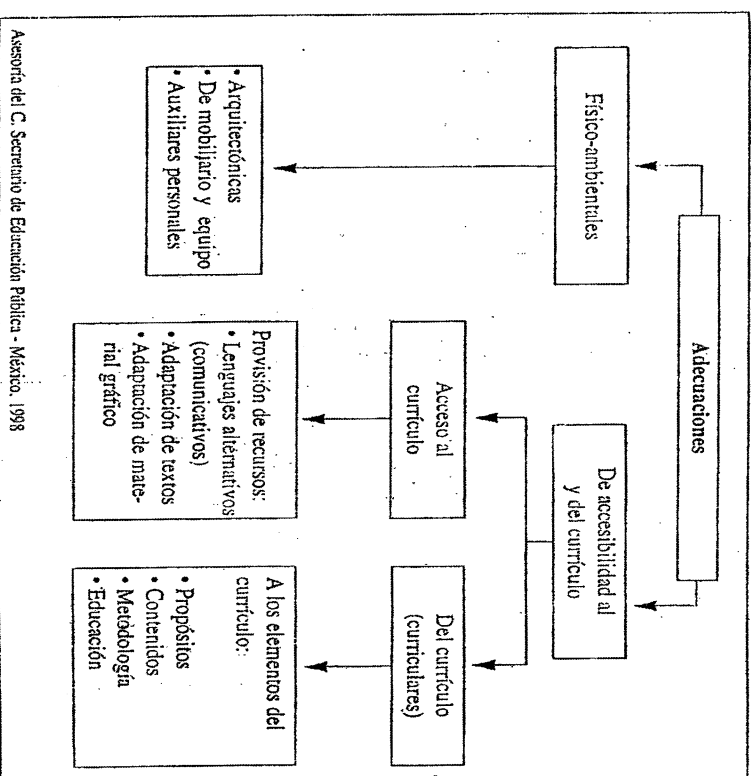 Adecuaciones
Físico-ambientales
De accesibilidad al
y del currículo
Acceso al
currículo
Del currículo
(curriculares)
• Arquitectónicas
• De mobiliario y equipo
• Auxiliares personales
Provisión de recursos:
• Lenguajes alternativos
(comunicativos)
• Adaptación de textos
• Adaptación de mate-
rial gráfico
A los elementos del
currículo:
• Propósitos
• Contenidos
• Metodología
• Educación
Asesoría del C. Secretario de Educación Pública - México. 1998